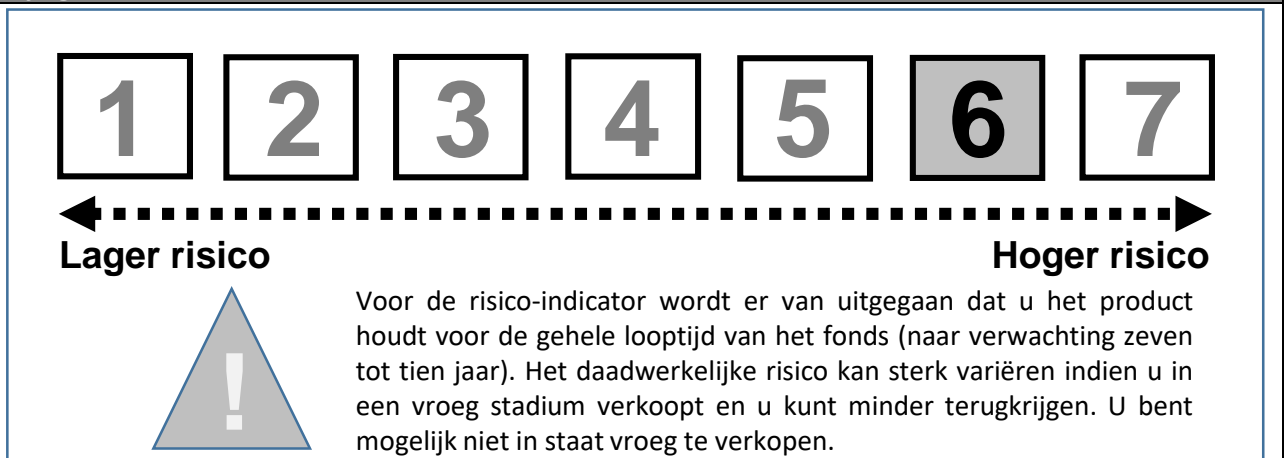 1 2 3 4 5 6 7
Lager risico Hoger risico
!
Voor de risico-indicator wordt er van uitgegaan dat u het product
houdt voor de gehele looptijd van het fonds (naar verwachting zeven
tot tien jaar). Het daadwerkelijke risico kan sterk variëren indien u in
een vroeg stadium verkoopt en u kunt minder terugkrijgen. U bent
mogelijk niet in staat vroeg te verkopen.